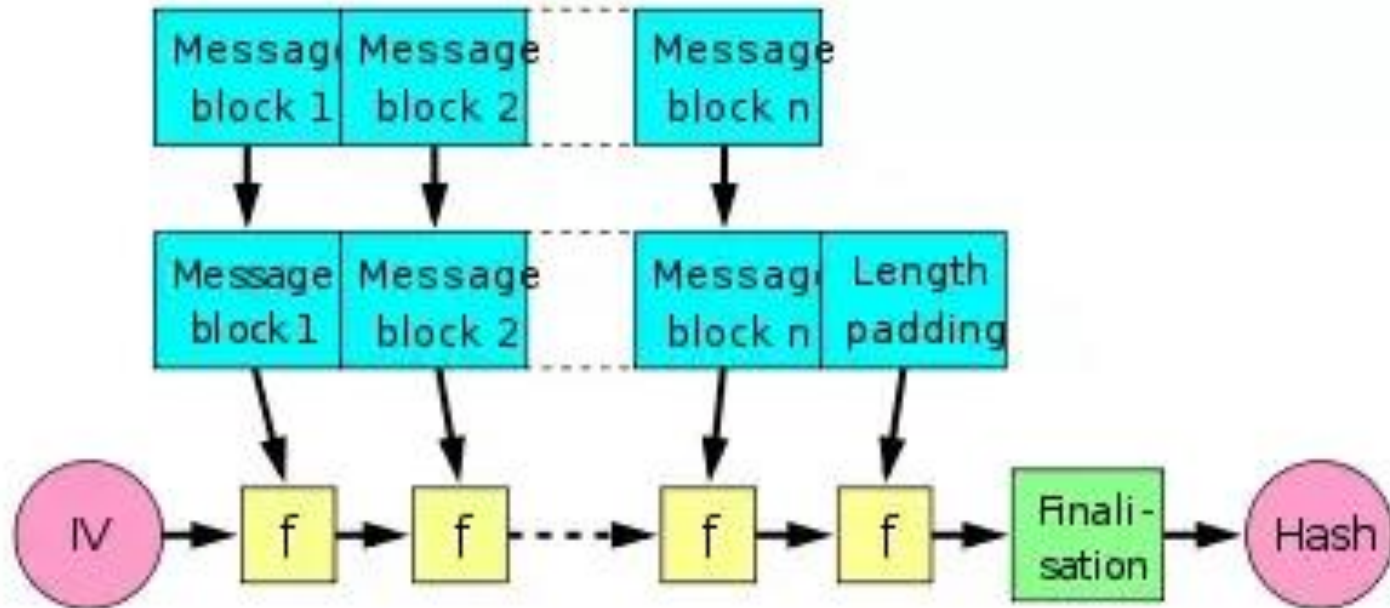 Message
block 1
Message
block 2
Message
block n
Message
block 1
Message
block 2
Message
block n
Length
padding
IV
f
f
f
f
Finali-
sation
Hash